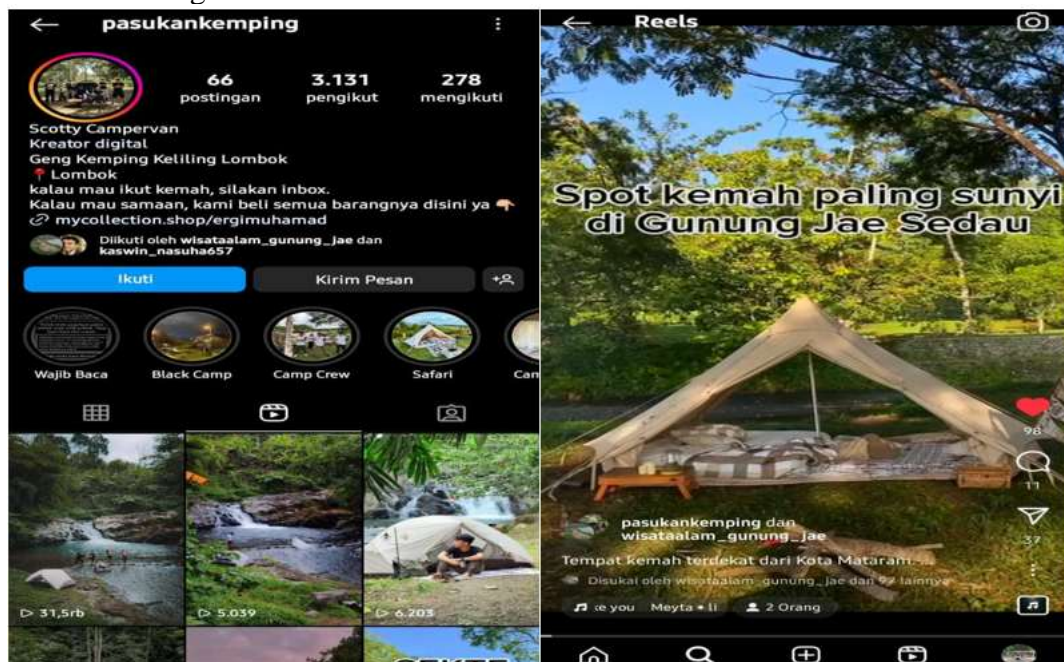 pasukankemping
66
postingan
3.131
pengikut
278
mengikuti
Scotty Campervan
Kreator digital
Geng Kemping Keliling Lombok
Lombok
kalau mau ikut kemah, silakan inbox.
Kalau mau samaan, kami beli semua barangnya disini ya
mycollection.shop/ergimuhamad
Diikuti oleh wisataalam_gunung_jae dan
kaswin_nasuha657
Ikuti
Kirim Pesan
Wajib Baca
Black Camp
Camp Crew
Safari
31,5rb
5.039
6.203
Reels
Spot kemah paling sunyi
di Gunung Jae Sedau
98
11
37
pasukankemping dan
wisataalam_gunung_jae
Tempat kemah terdekat dari Kota Mataram. ...
Disukai oleh wisataalam_gunung_jae dan 97 lainnya
Meyta • li
2 Orang